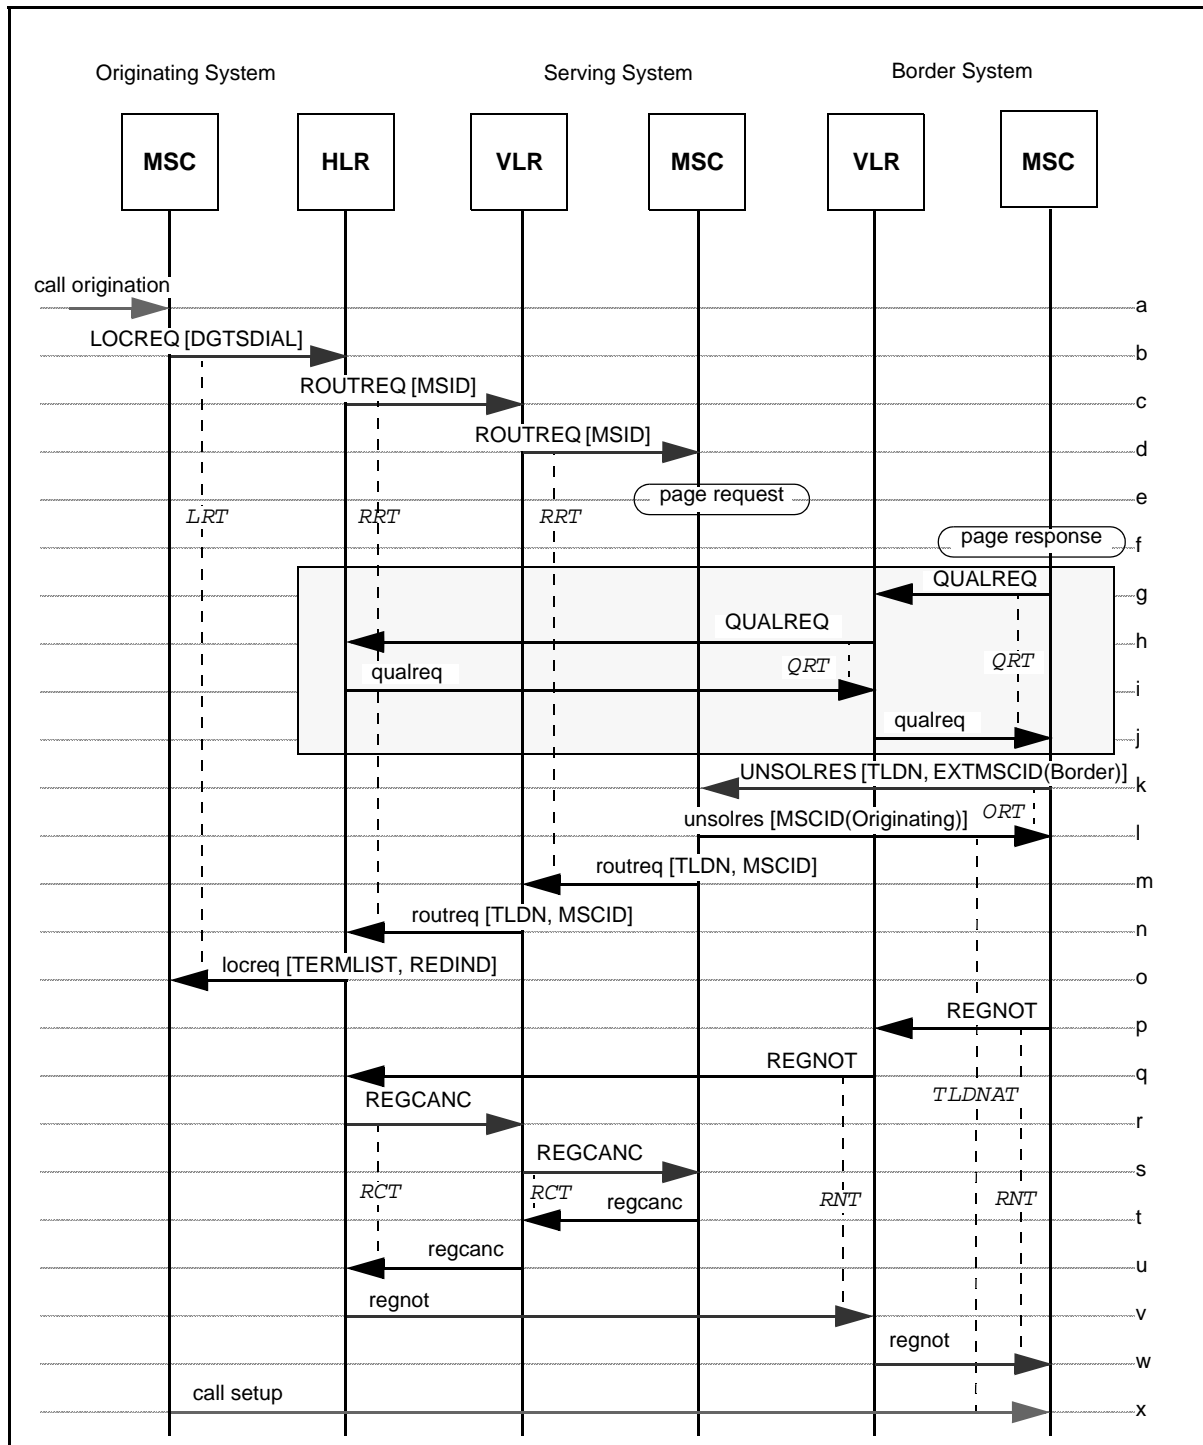 Originating System Serving System Border System
MSC HLR VLR MSC VLR MSC
call origination
a
LOCREQ [DGTSDIAL]
b
ROUTREQ [MSID]
c
ROUTREQ [MSID]
d
page request
e
LRT RRT RRT
page response
f
QUALREQ
g
QUALREQ
h
QRT QRT
qualreq
i
qualreq
j
UNSOLRES [TLDN, EXTMSCID(Border)]
k
ORT
unsolres [MSCID(Originating)]
l
routreq [TLDN, MSCID]
m
routreq [TLDN, MSCID]
n
locreq [TERMLIST, REDIND]
o
REGNOT
p
REGNOT
q
TLDNAT
REGCANC
r
REGCANC
s
RCT RCT RNT RNT
regcanc
t
regcanc
u
regnot
v
regnot
w
call setup
x